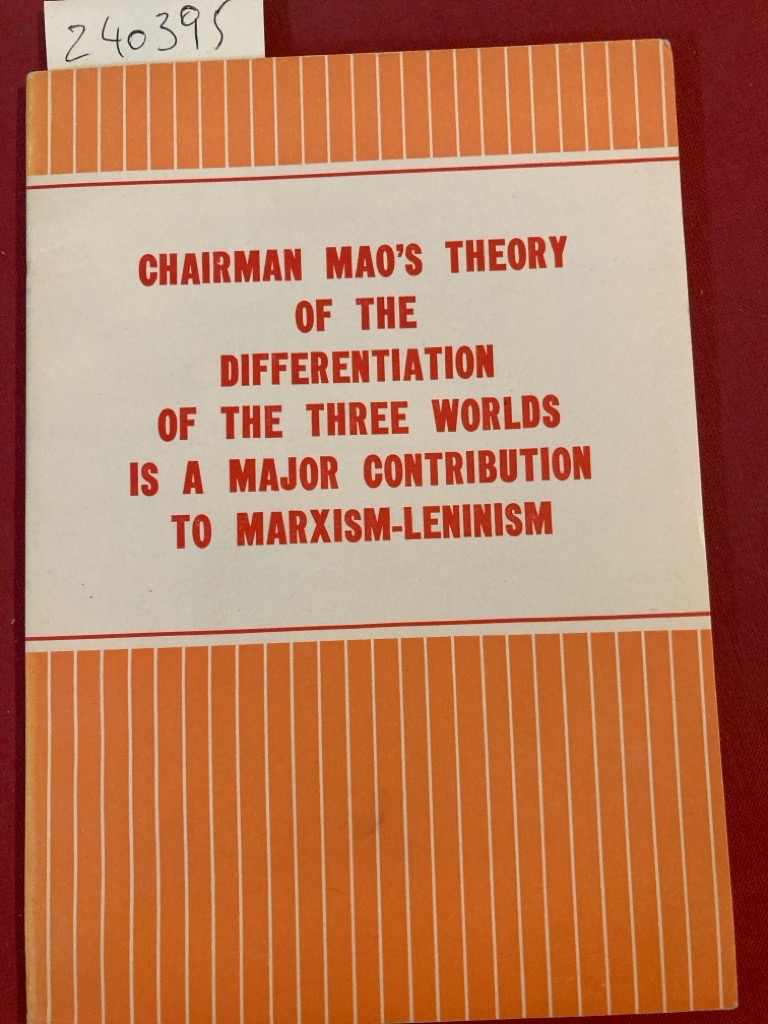 240395
CHAIRMAN MAO'S THEORY
OF THE
DIFFERENTIATION
OF THE THREE WORLDS
IS A MAJOR CONTRIBUTION
TO MARXISM-LENINISM